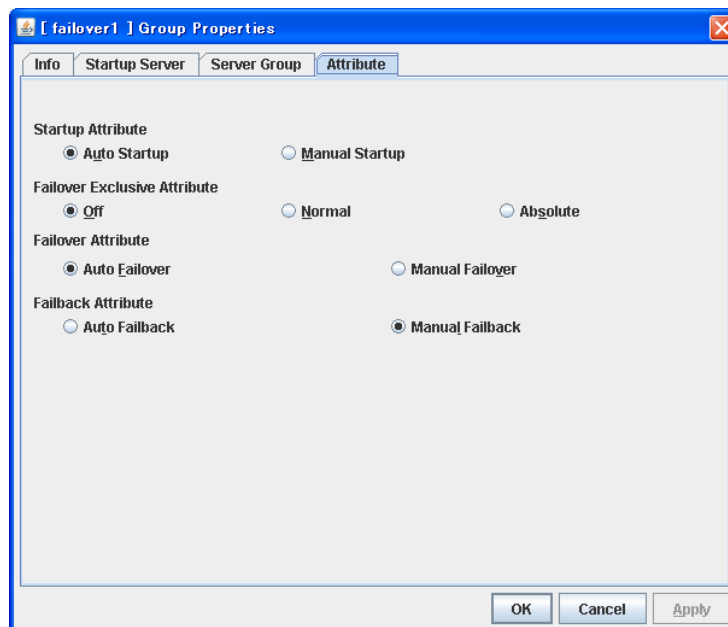 [ failover1 ] Group Properties
Info Startup Server Server Group Attribute
Startup Attribute
Auto Startup Manual Startup
Failover Exclusive Attribute
Off Normal Absolute
Failover Attribute
Auto Failover Manual Failover
Failback Attribute
Auto Failback Manual Failback
OK Cancel Apply